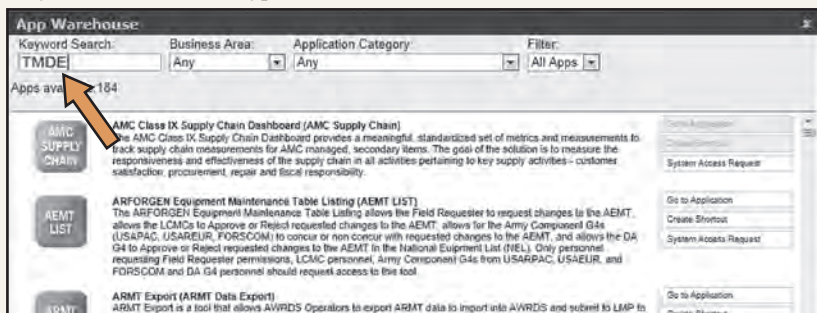 App Warehouse
Keyword Search: Business Area: Application Category Filter:
TMDE Any Any All Apps
Apps 184
AMC SUPPLY CHAIN
AMC Class IX Supply Chain Dashboard (AMC Supply Chain)
The AMC Class IX Supply Chain Dashboard provides a meaningful, standardized set of metrics and measurements to
track supply chain measurements for AMC managed, secondary items. The goal of the solution is to measure the
responsiveness and effectiveness of the supply chain in all activities pertaining to key supply activities - customer
satisfaction, procurement, repair and fiscal responsibility.
System Access Request
AEMT LIST
ARFORGEN Equipment Maintenance Table Listing (AEMT LIST)
The ARFORGEN Equipment Maintenance Table Listing allows the Field Requester to request changes to the AEMT,
allows the LCMCs to Approve or Reject requested changes to the AEMT, allows for the Army Component G4s
(USAPAC, USAREUR, FORSCOM) to concur or non concur with requested changes to the AEMT, and allows the DA
G4 to Approve or Reject requested changes to the AEMT in the National Euipment List (NEL). Only personnel
requesting Field Requester permissions, LCMC personnel, Army Component G4s from USARPAC, USAEUR, and
FORSCOM and DA G4 personnel should request access to this tool.
Go to Application
Create Shortcut
System Access Request
ARMT
ARMT Export (ARMT Data Export)
ARMT Export is a tool that allows AWRDS Operators to export ARMT data to import into AWRDS and submit to LMP to
Go to Application
Create Shortcut